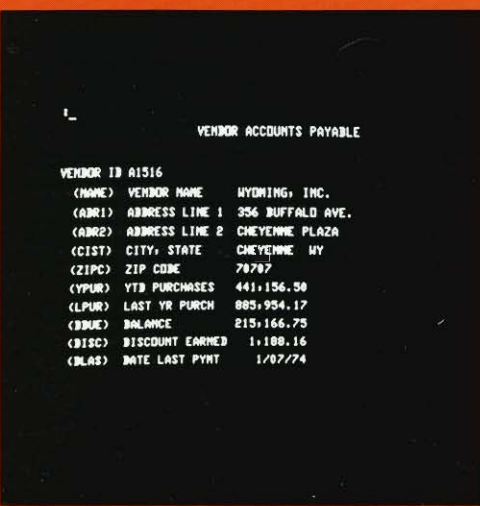 :_
VENDOR ACCOUNTS PAYABLE
VENDOR ID A1516
(NAME) VENDOR NAME WYOMING, INC.
(ADR1) ADDRESS LINE 1 356 BUFFALO AVE.
(ADR2) ADDRESS LINE 2 CHEYENNE PLAZA
(CIST) CITY, STATE CHEYENNE WY
(ZIPC) ZIP CODE 70707
(YPUR) YTD PURCHASES 441,156.50
(LPUR) LAST YR PURCH 885,954.17
(BDUE) BALANCE 215,166.75
(DISC) DISCOUNT EARNED 1,188.16
(DLAS) DATE LAST PYMT 1/07/74